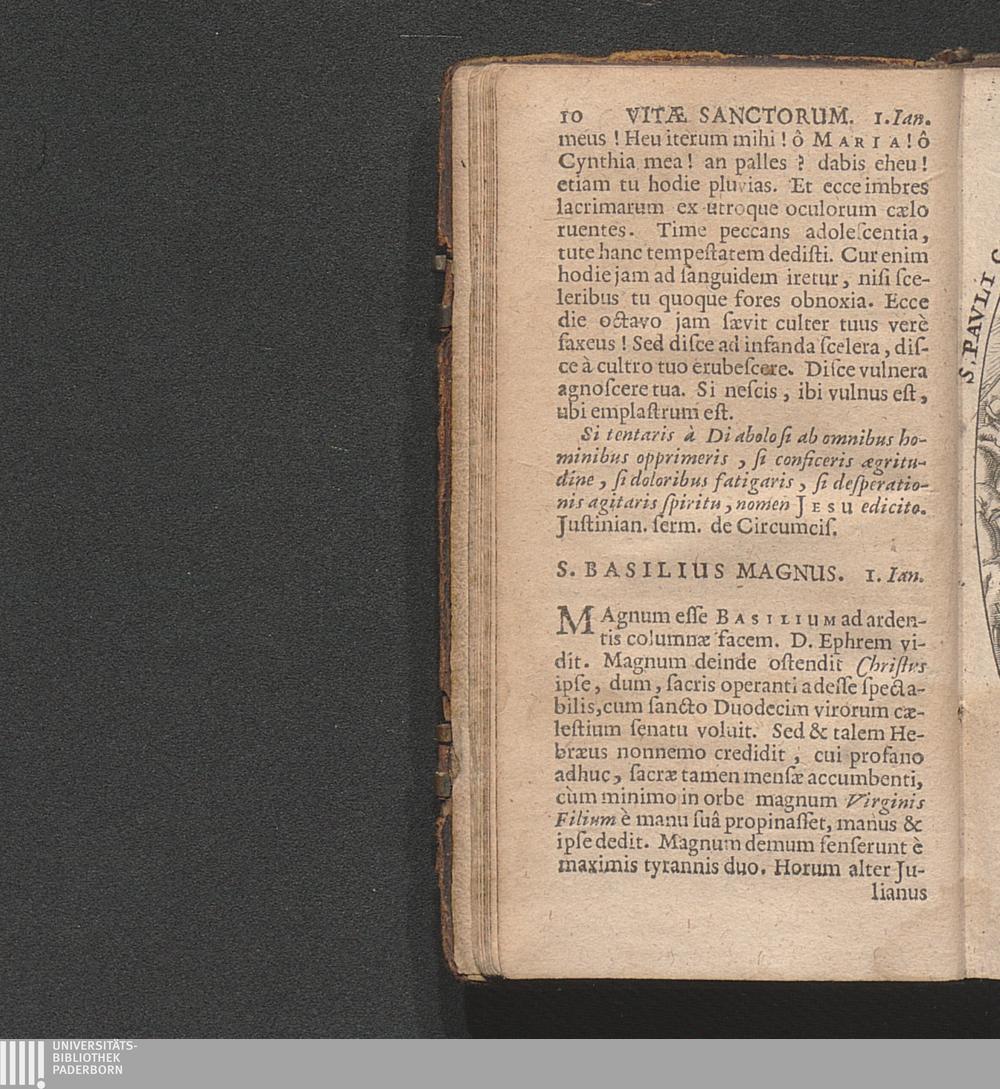 10 VITÆ SANCTORUM. 1. Ian.
meus ! Heu iterum mihi ! ô MARIA! ô
Cynthia mea! an palles ? dabis eheu!
etiam tu hodie pluvias. Et ecce imbres
lacrimarum ex utroque oculorum cælo
ruentes. Time peccans adoleſcentia,
tute hanc tempeſtatem dediſti. Cur enim
hodie jam ad ſanguidem iretur, niſi ſce-
leribus tu quoque fores obnoxia. Ecce
die octavo jam ſævit culter tuus verè
ſaxeus ! Sed diſce ad infanda ſcelera, diſ-
ce à cultro tuo erubeſcere. Diſce vulnera
agnoſcere tua. Si neſcis, ibi vulnus eſt,
ubi emplaſtrum eſt.
Si tentaris à Diabolo ſi ab omnibus ho-
minibus opprimeris, ſi conficeris ægritu-
dine, ſi doloribus fatigaris, ſi deſperatio-
nis agitaris ſpiritu, nomen JESU edicito.
Juſtinian. ſerm. de Circumciſ.
S. BASILIUS MAGNUS. 1. Ian.
MAgnum eſſe BASILIUM ad arden-
tis columnæ facem. D. Ephrem vi-
dit. Magnum deinde oſtendit Chriſtvs
ipſe, dum, ſacris operanti adeſſe ſpecta-
bilis, cum ſancto Duodecim virorum cæ-
leſtium ſenatu voluit. Sed & talem He-
bræus nonnemo credidit, cui profano
adhuc, ſacræ tamen menſæ accumbenti,
cùm minimo in orbe magnum Virginis
Filium è manu ſuâ propinaſſet, manus &
ipſe dedit. Magnum demum ſenſerunt è
maximis tyrannis duo. Horum alter Ju-
lianus
S. PAVLI C
UNIVERSITÄTS-
BIBLIOTHEK
PADERBORN